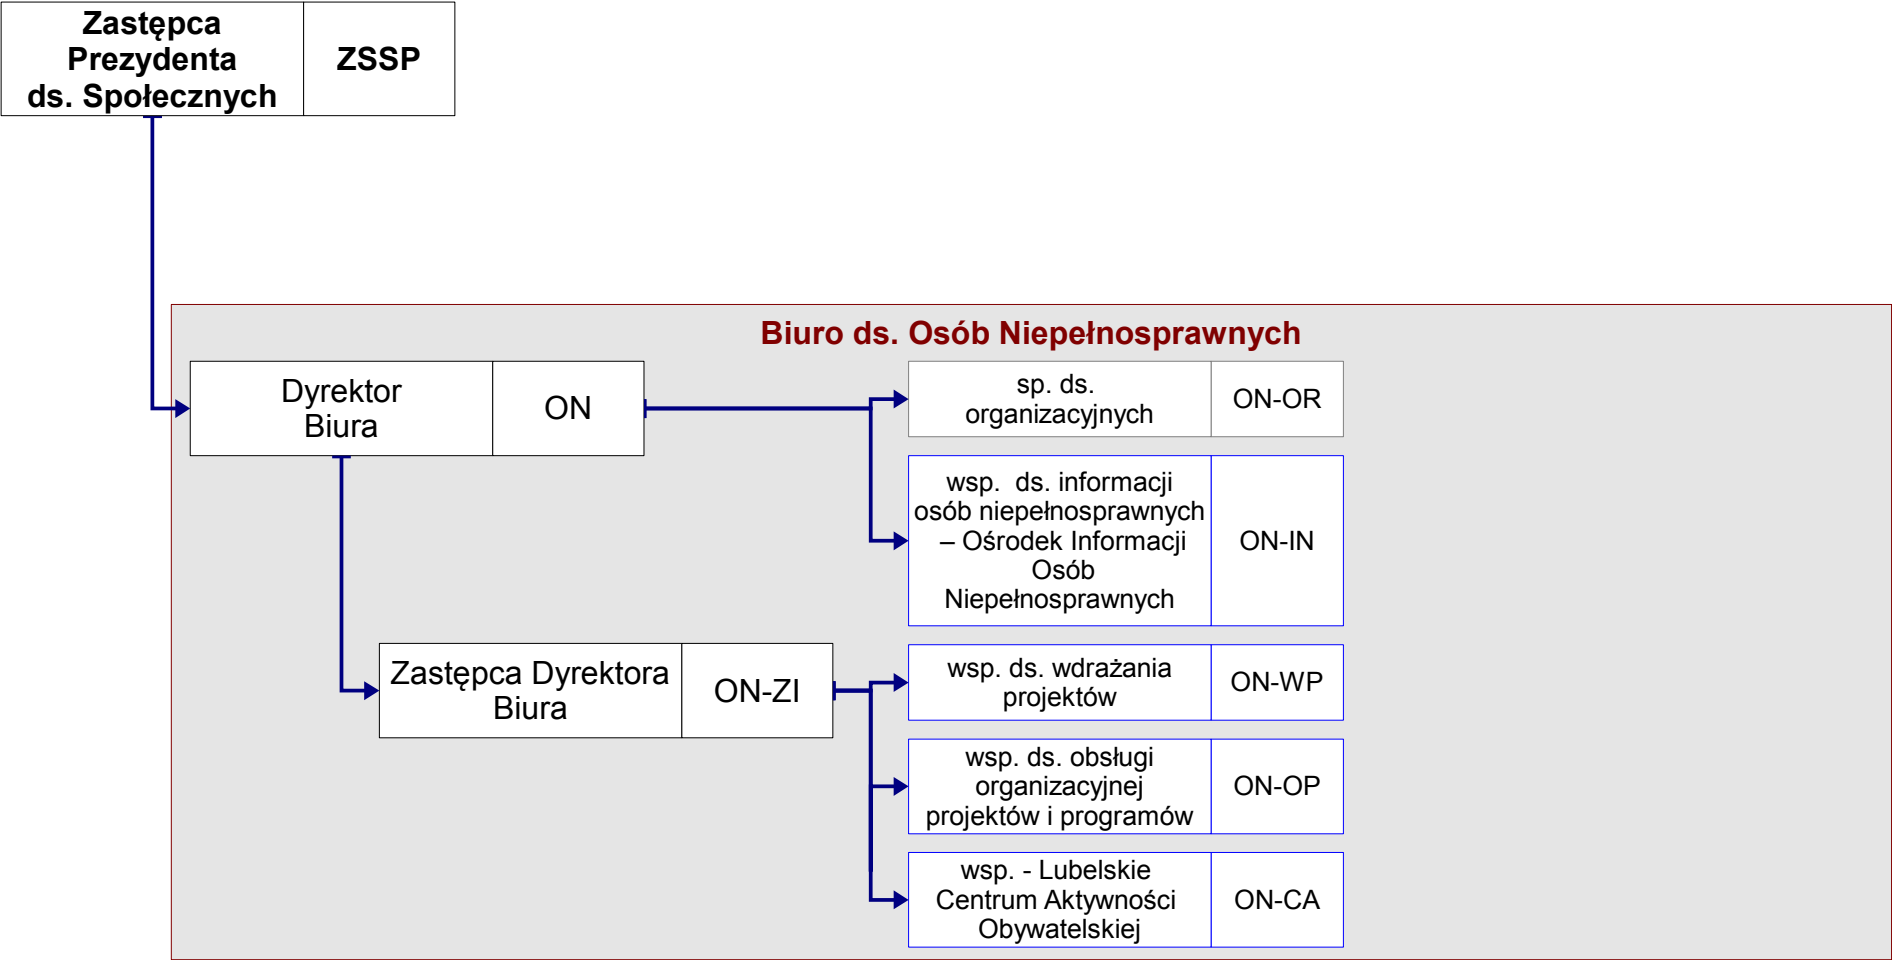 Zastępca
Prezydenta
ds. Społecznych
ZSSP
Biuro ds. Osób Niepełnosprawnych
Dyrektor
Biura
ON
sp. ds.
organizacyjnych
ON-OR
wsp.  ds. informacji
osób niepełnosprawnych
– Ośrodek Informacji
Osób
Niepełnosprawnych
ON-IN
Zastępca Dyrektora
Biura
ON-ZI
wsp. ds. wdrażania
projektów
ON-WP
wsp. ds. obsługi
organizacyjnej
projektów i programów
ON-OP
wsp. - Lubelskie
Centrum Aktywności
Obywatelskiej
ON-CA